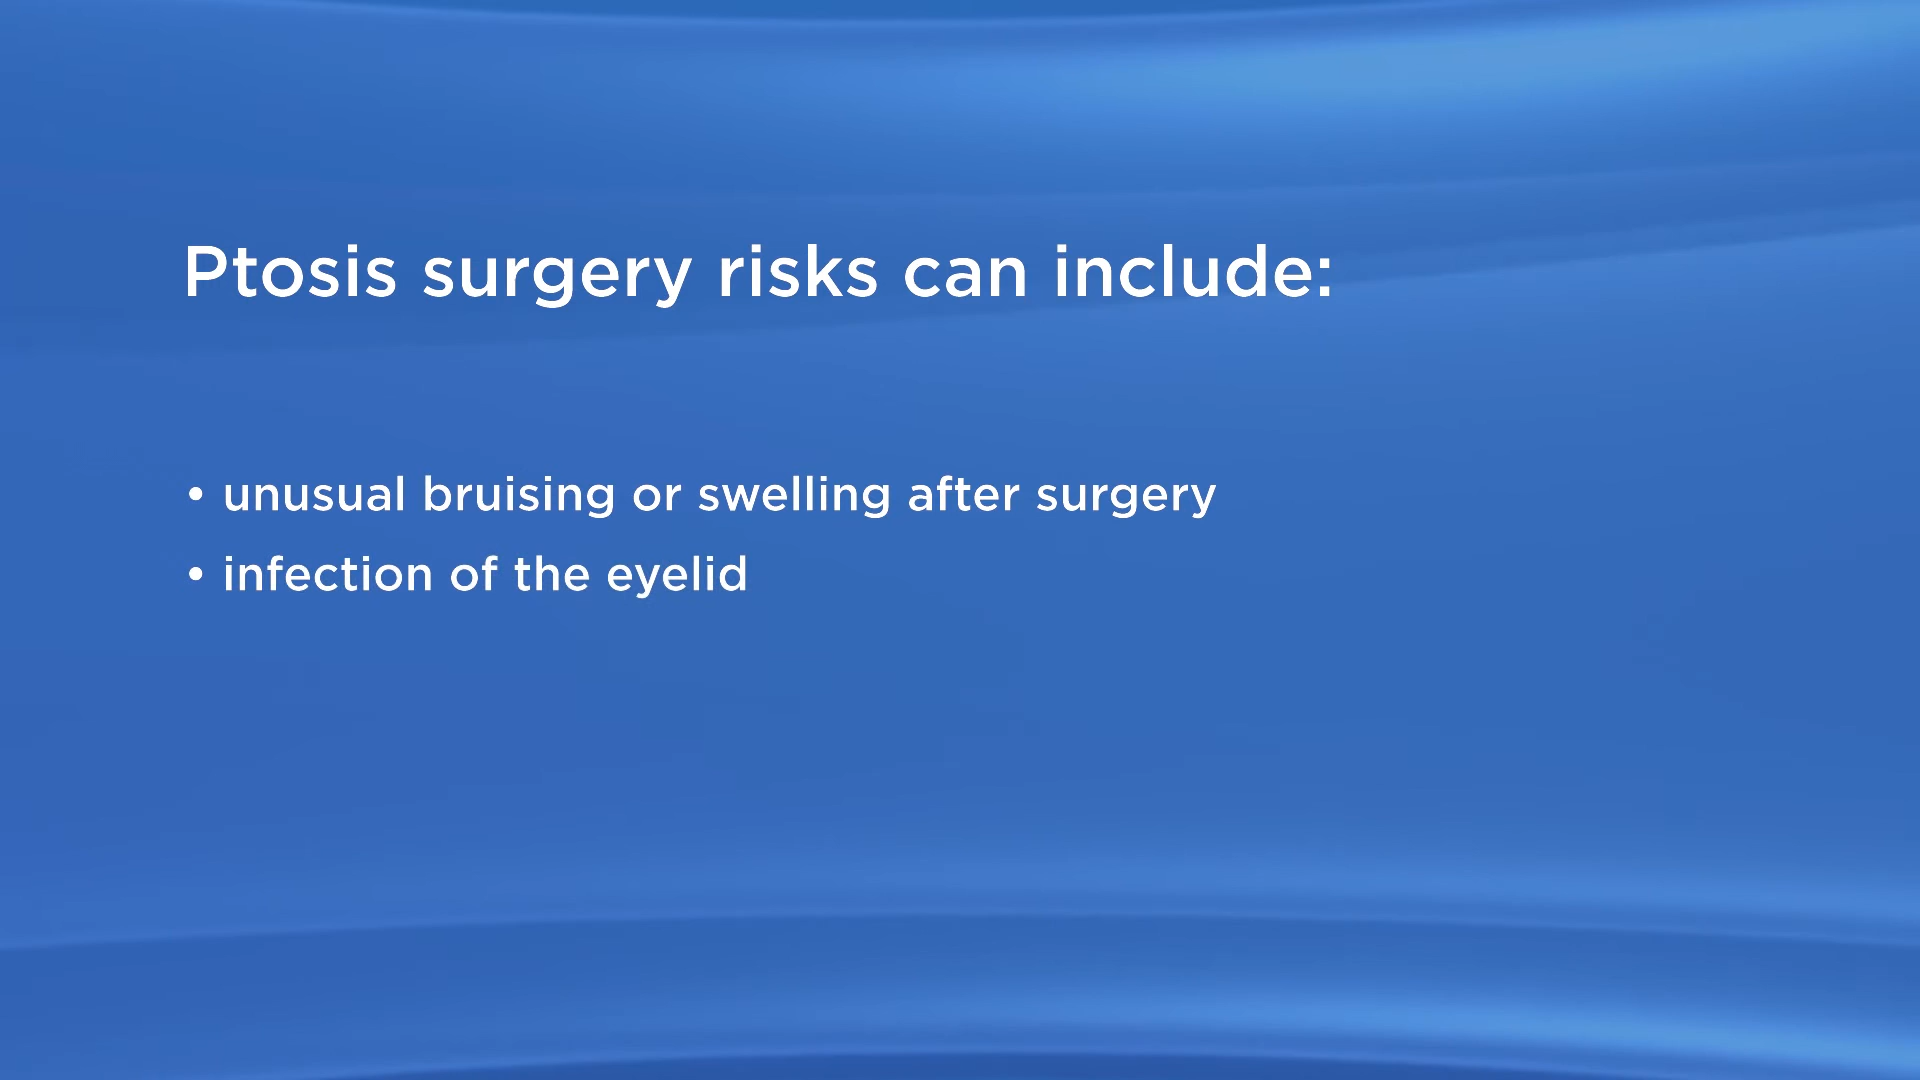 Ptosis surgery risks can include:
• unusual bruising or swelling after surgery
• infection of the eyelid